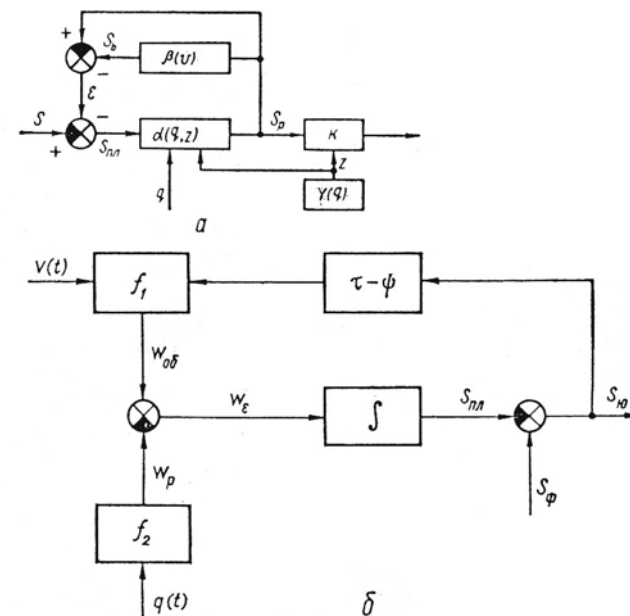 + S_b β(υ)
−
ε
−
S S_пл α(q,z) S_p κ
+
z
q γ(q)
а
v(t) f_1 τ−ψ
W_об
W_ε ∫ S_пл S_ю
W_p
S_ф
f_2
q(t) б